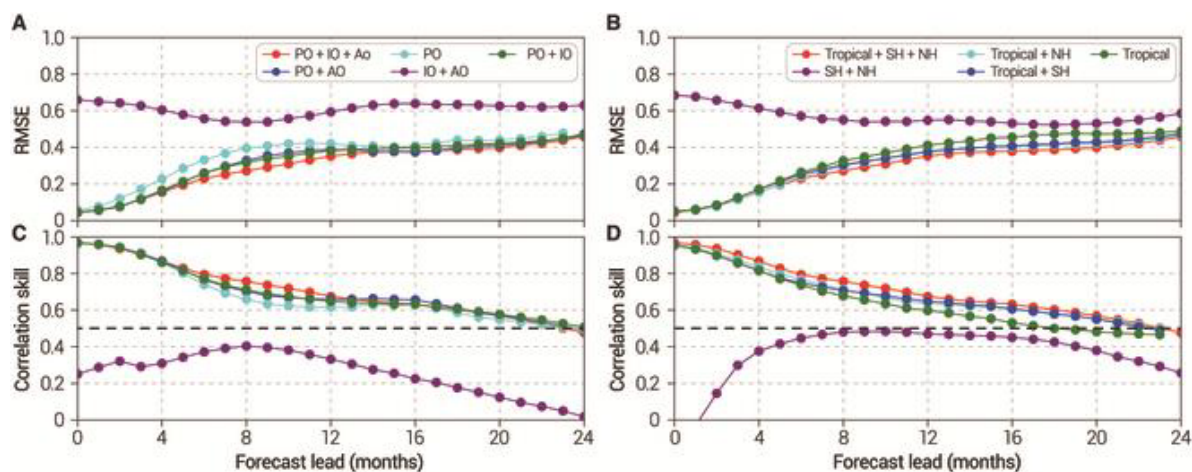 A
B
1.0
0.8
0.6
0.4
0.2
0
RMSE
PO + IO + Ao
PO
PO + IO
PO + AO
IO + AO
1.0
0.8
0.6
0.4
0.2
0
RMSE
Tropical + SH + NH
Tropical + NH
Tropical
SH + NH
Tropical + SH
C
D
1.0
0.8
0.6
0.4
0.2
0
Correlation skill
0 4 8 12 16 20 24
Forecast lead (months)
1.0
0.8
0.6
0.4
0.2
0
Correlation skill
0 4 8 12 16 20 24
Forecast lead (months)